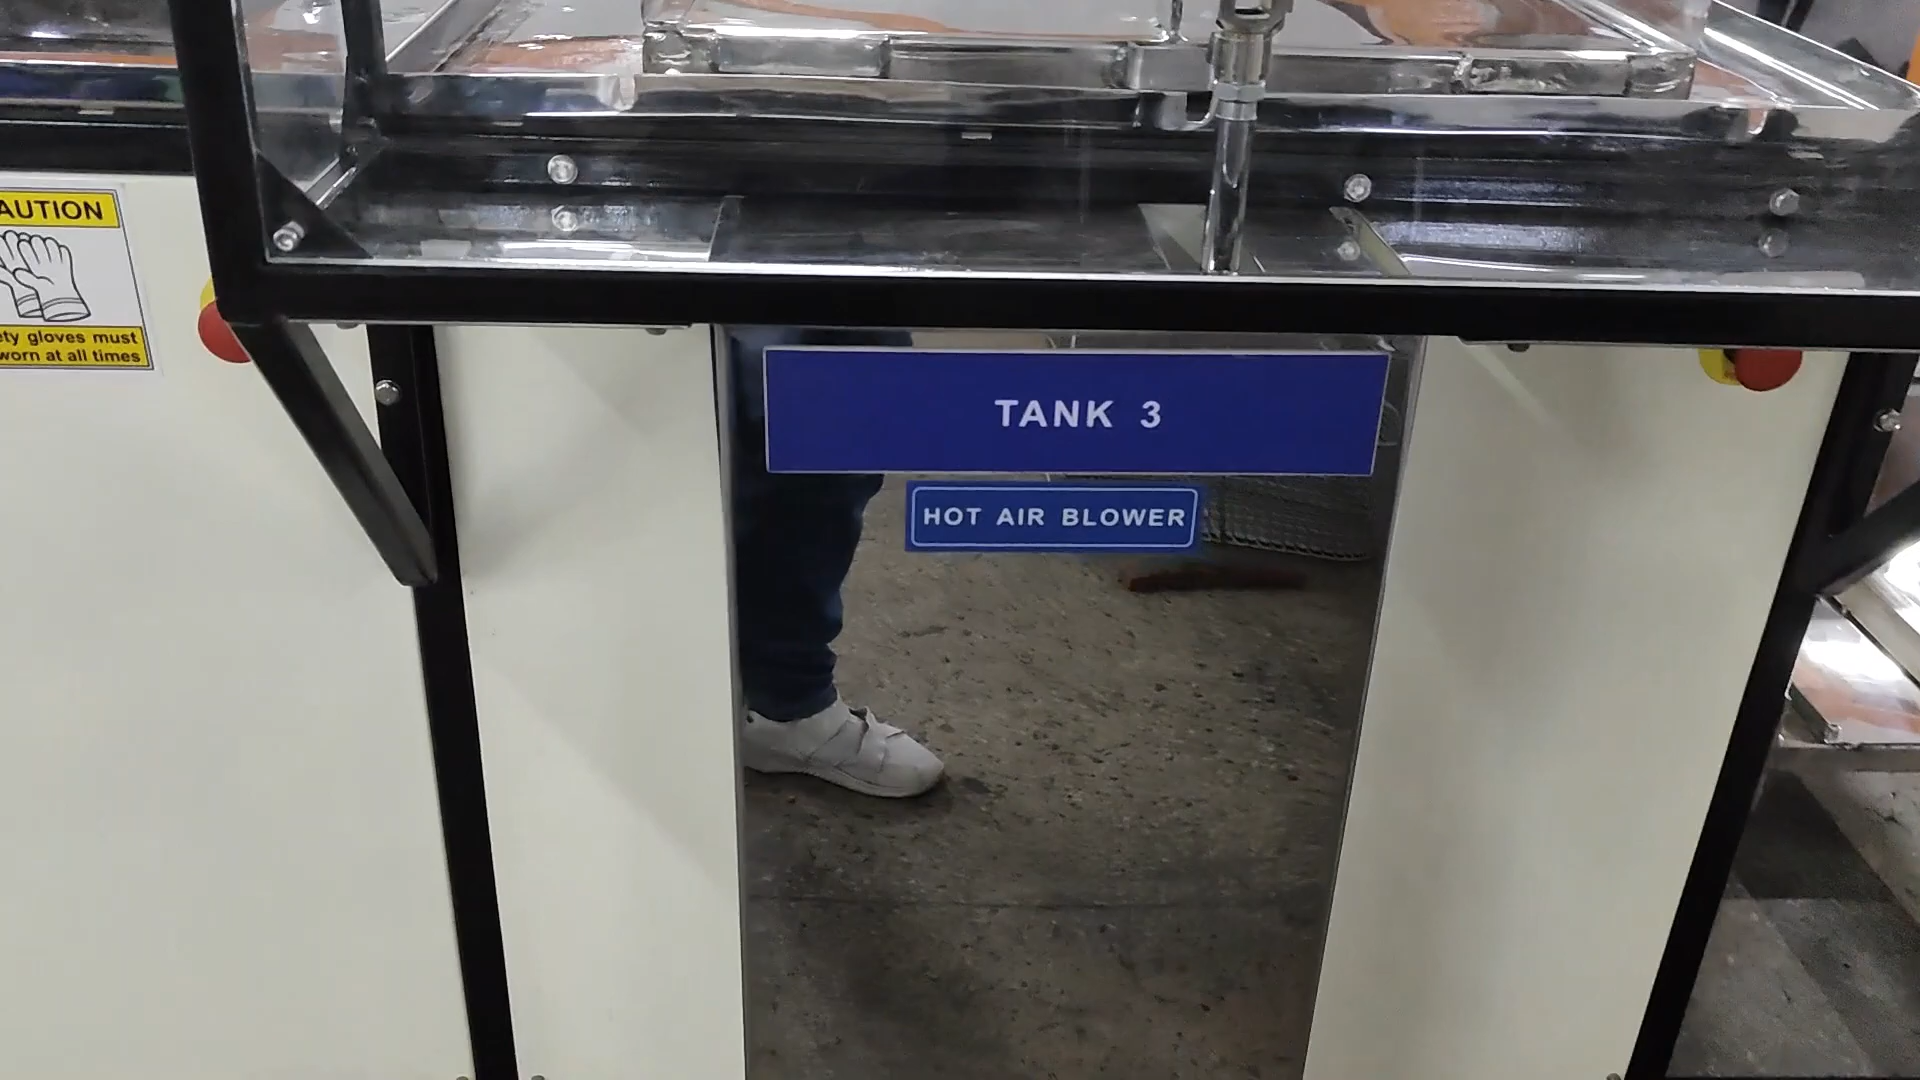 AUTION
ety gloves must
worn at all times
TANK 3
HOT AIR BLOWER